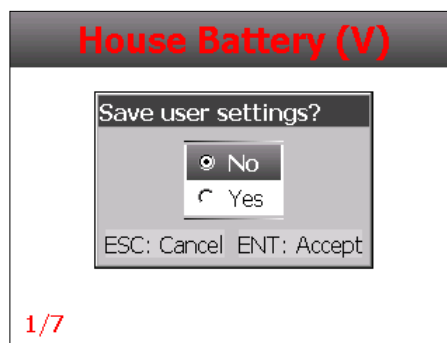 House Battery (V)
Save user settings?
No
Yes
ESC: Cancel ENT: Accept
1/7